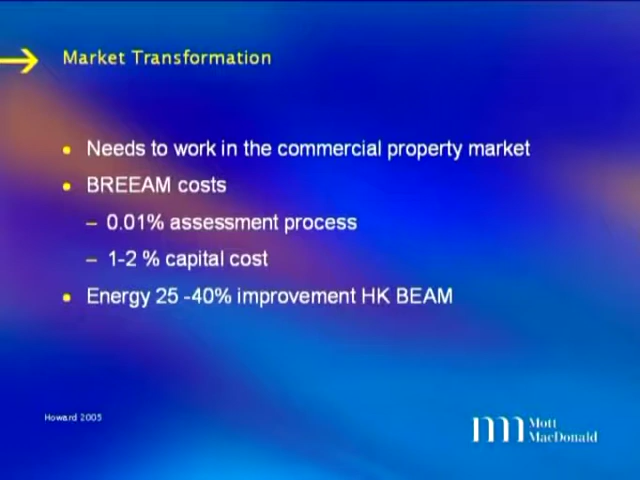 Market Transformation
• Needs to work in the commercial property market
• BREEAM costs
– 0.01% assessment process
– 1-2 % capital cost
• Energy 25 -40% improvement HK BEAM
Howard 2005
Mott
MacDonald